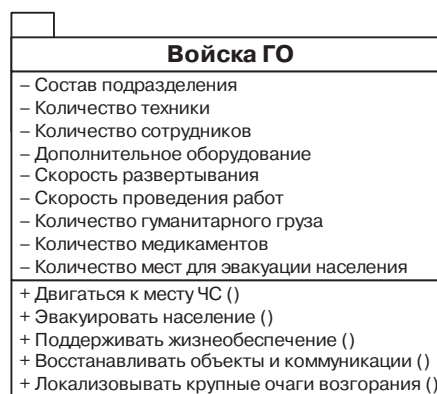 Войска ГО
– Состав подразделения
– Количество техники
– Количество сотрудников
– Дополнительное оборудование
– Скорость развертывания
– Скорость проведения работ
– Количество гуманитарного груза
– Количество медикаментов
– Количество мест для эвакуации населения
+ Двигаться к месту ЧС ()
+ Эвакуировать население ()
+ Поддерживать жизнеобеспечение ()
+ Восстанавливать объекты и коммуникации ()
+ Локализовывать крупные очаги возгорания ()